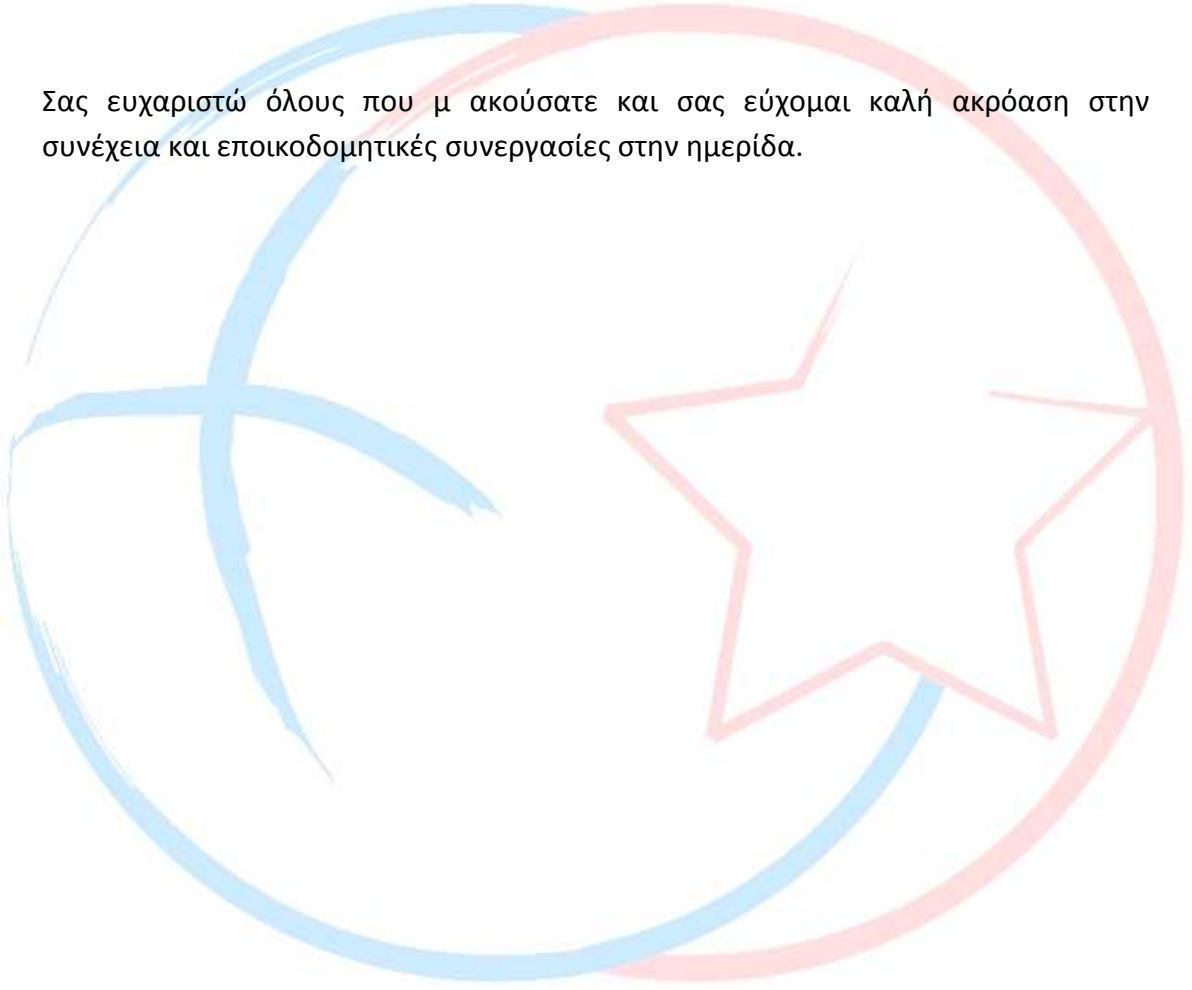 Σας ευχαριστώ όλους που μ ακούσατε και σας εύχομαι καλή ακρόαση στην
συνέχεια και εποικοδομητικές συνεργασίες στην ημερίδα.